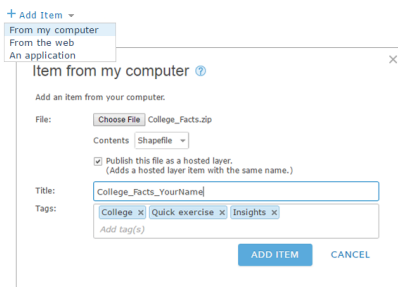 + Add Item
From my computer
From the web
An application
Item from my computer ?
Add an item from your computer.
File: Choose File College_Facts.zip
Contents Shapefile
Publish this file as a hosted layer.
(Adds a hosted layer item with the same name.)
Title: College_Facts_YourName
Tags: College x Quick exercise x Insights x
Add tag(s)
ADD ITEM CANCEL